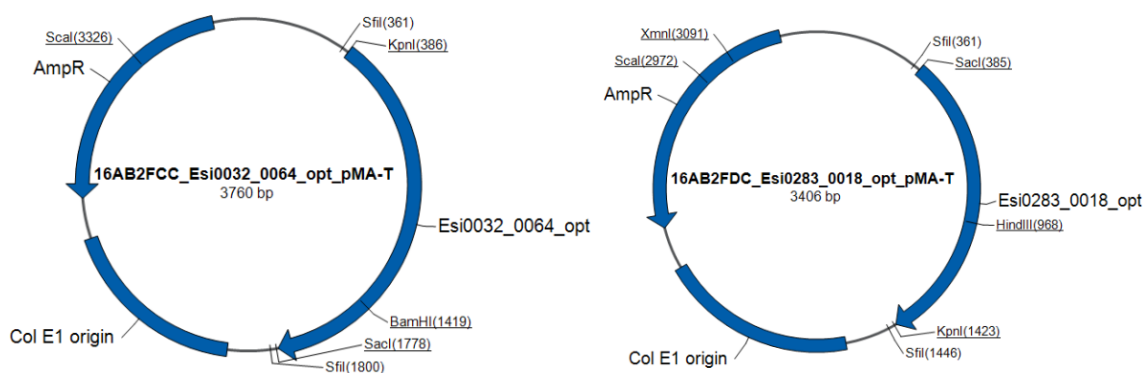 SfiI(361)
KpnI(386)
ScaI(3326)
AmpR
16AB2FCC_Esi0032_0064_opt_pMA-T
3760 bp
Esi0032_0064_opt
BamHI(1419)
SacI(1778)
SfiI(1800)
Col E1 origin
XmnI(3091)
SfiI(361)
SacI(385)
ScaI(2972)
AmpR
16AB2FDC_Esi0283_0018_opt_pMA-T
3406 bp
Esi0283_0018_opt
HindIII(968)
KpnI(1423)
SfiI(1446)
Col E1 origin